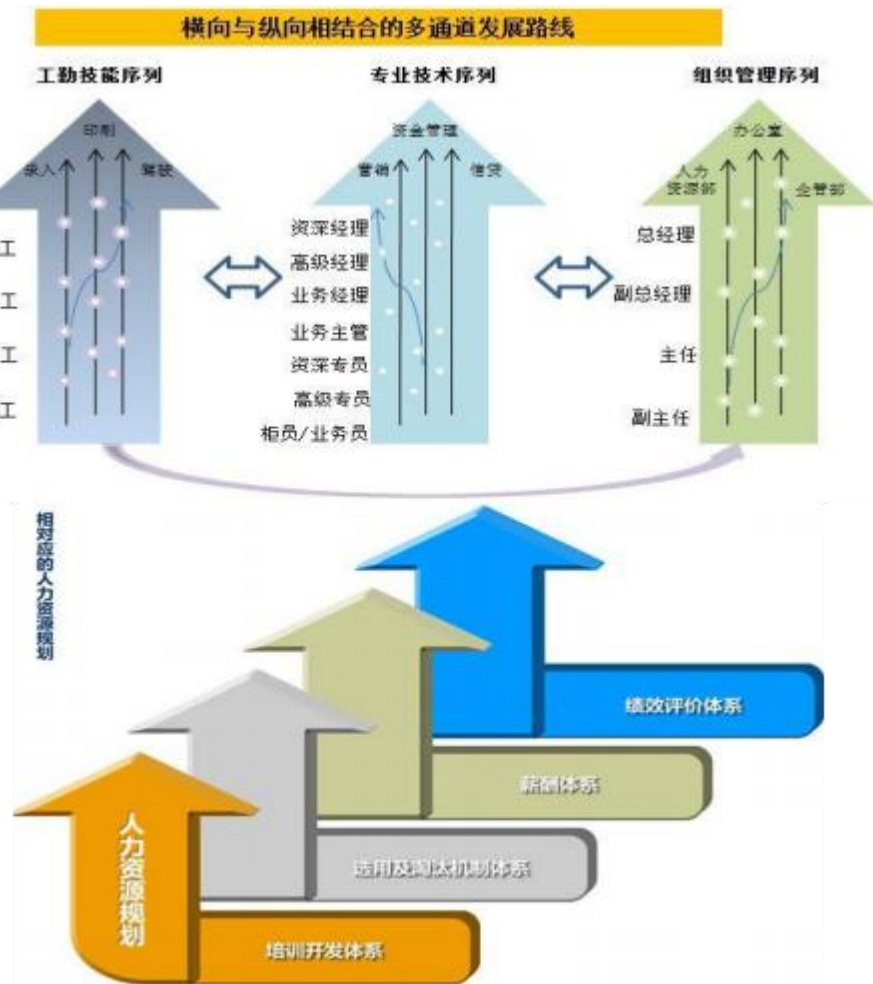 横向与纵向相结合的多通道发展路线
工勤技能序列
专业技术序列
组织管理序列
印制
录入
驾驶
资金管理
营销
信贷
办公室
人力
资源部
企管部
工
工
工
工
资深经理
高级经理
业务经理
业务主管
资深专员
高级专员
柜员/业务员
总经理
副总经理
主任
副主任
相对应的人力资源规划
绩效评价体系
薪酬体系
选用及淘汰机制体系
人力资源规划
培训开发体系